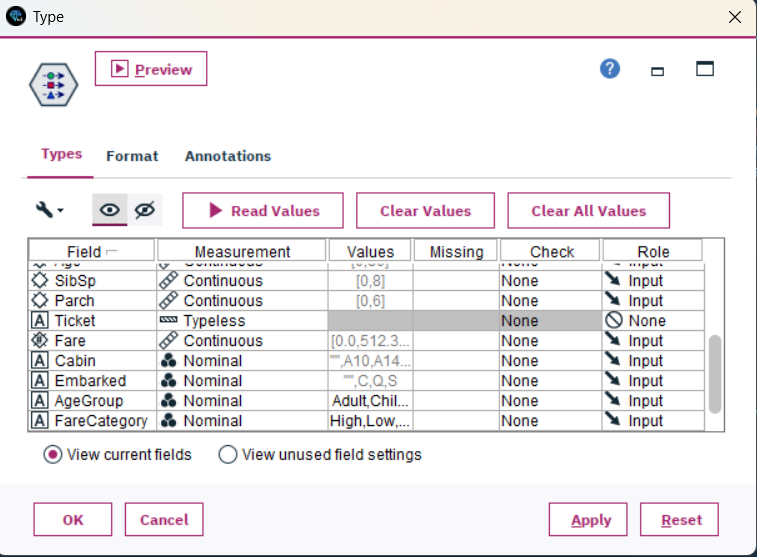 Type
Preview
Types Format Annotations
Read Values Clear Values Clear All Values
Field Measurement Values Missing Check Role
SibSp Continuous [0,8] None Input
Parch Continuous [0,6] None Input
A Ticket Typeless None None
Fare Continuous [0.0,512.3... None Input
A Cabin Nominal "",A10,A14... None Input
A Embarked Nominal "",C,Q,S None Input
A AgeGroup Nominal Adult,Chil... None Input
A FareCategory Nominal High,Low,... None Input
View current fields View unused field settings
OK Cancel Apply Reset